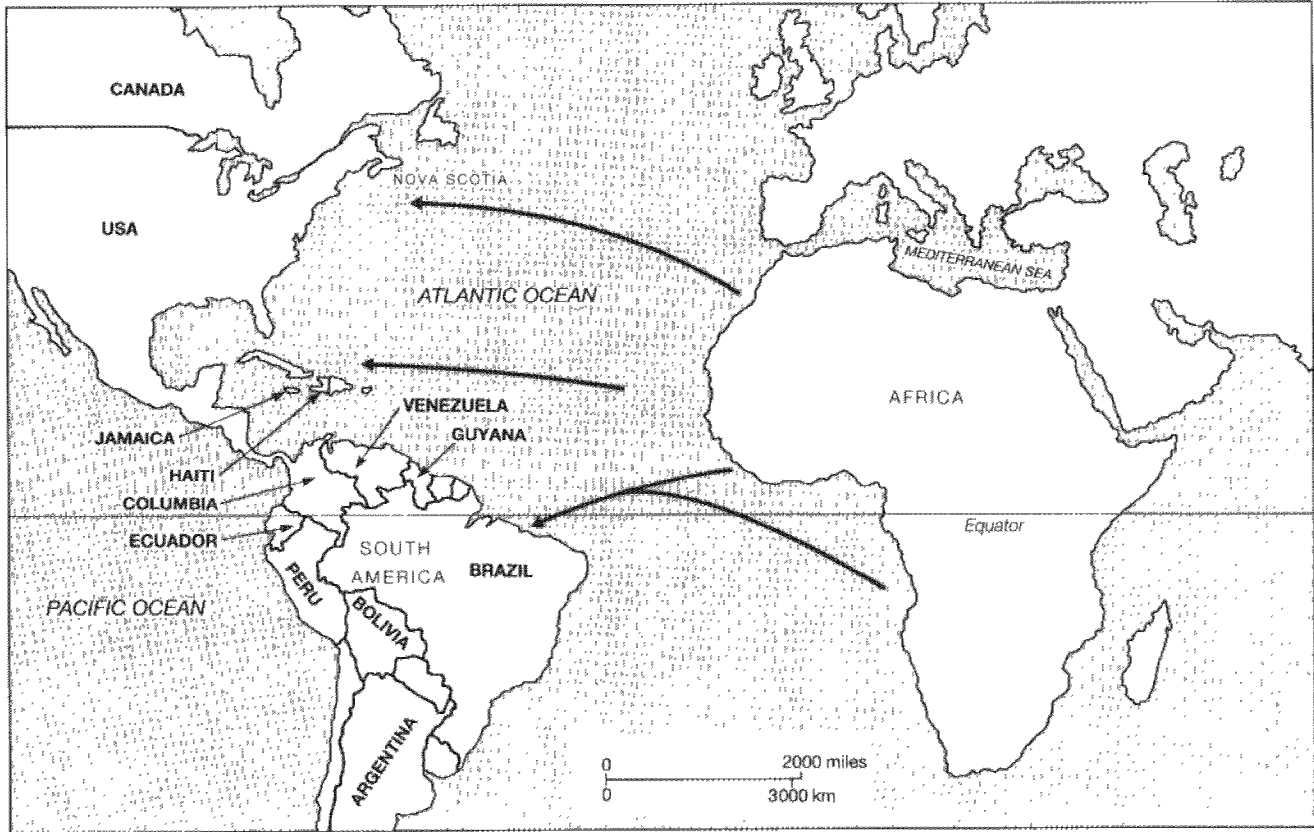 CANADA
NOVA SCOTIA
USA
MEDITERRANEAN SEA
ATLANTIC OCEAN
AFRICA
VENEZUELA
GUYANA
JAMAICA
HAITI
COLUMBIA
ECUADOR
Equator
SOUTH
AMERICA
BRAZIL
PERU
PACIFIC OCEAN
BOLIVIA
ARGENTINA
0 2000 miles
0 3000 km